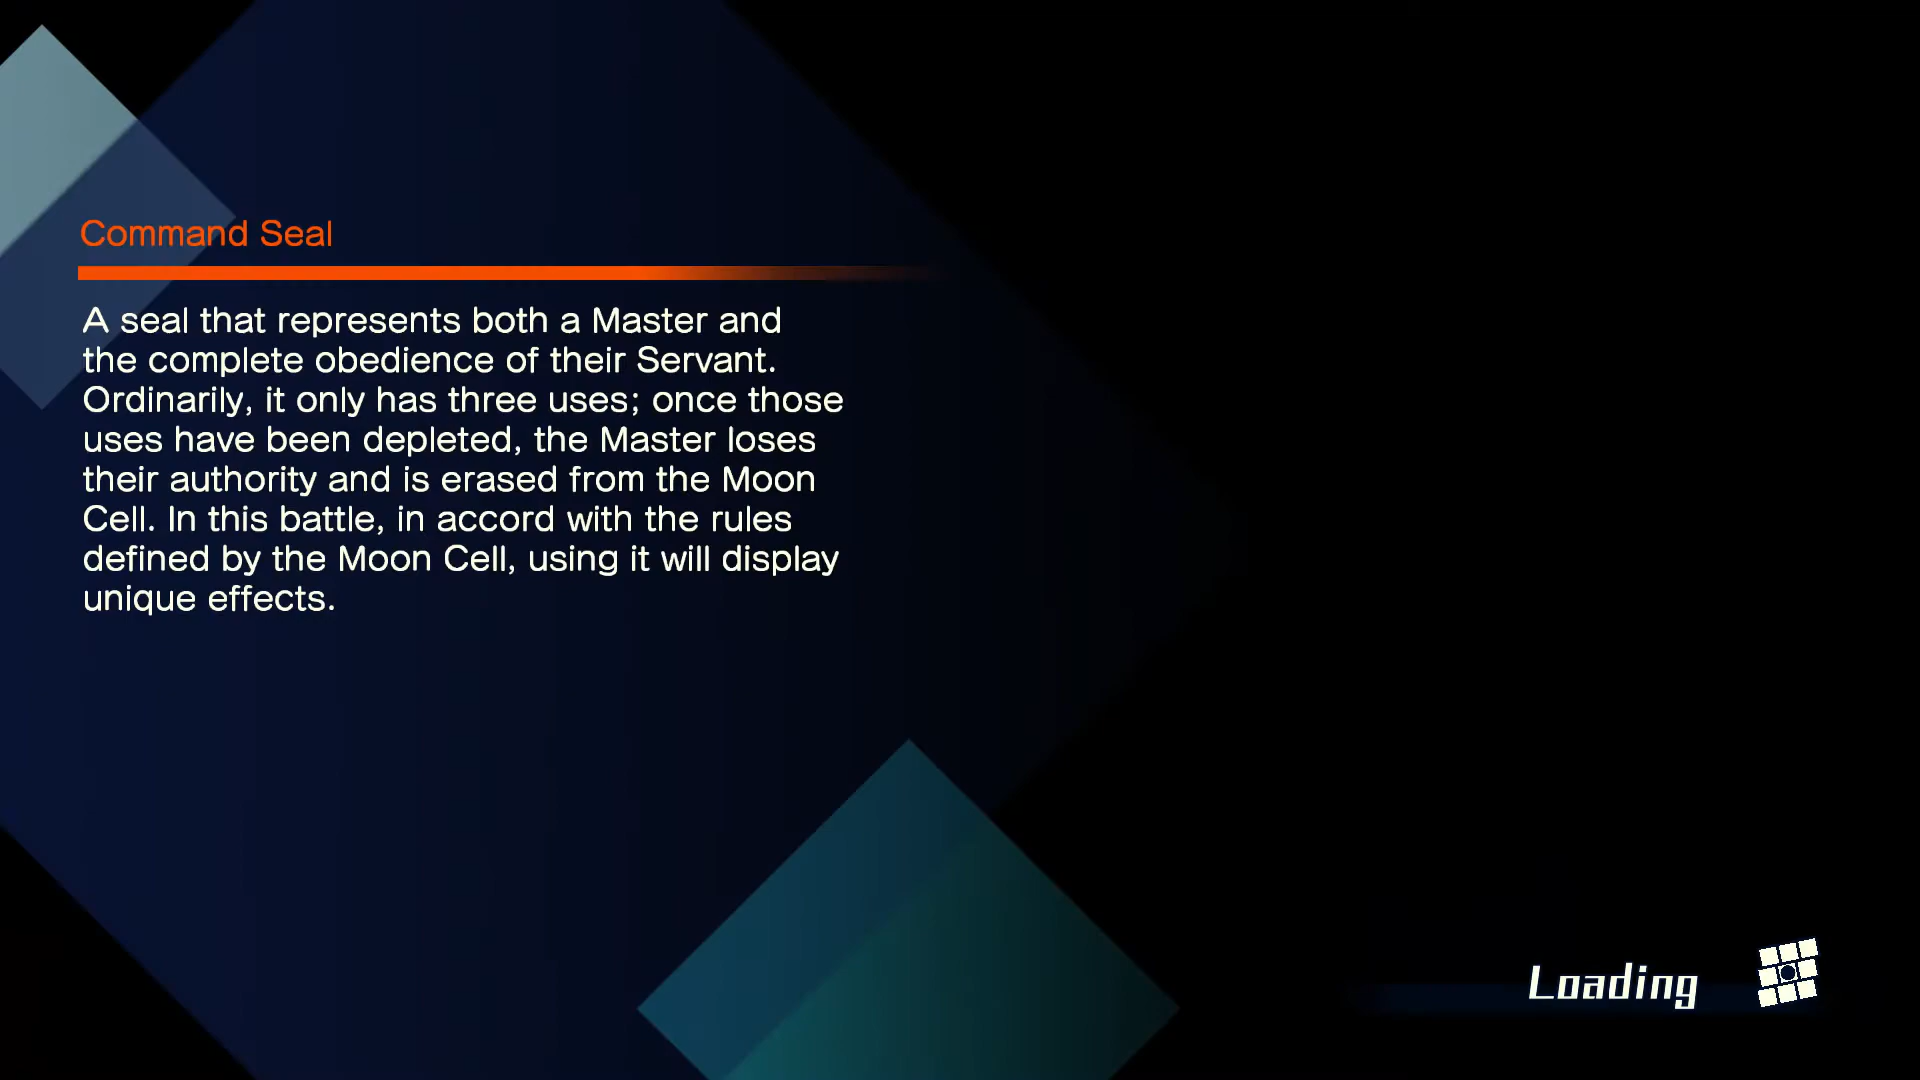 Command Seal
A seal that represents both a Master and
the complete obedience of their Servant.
Ordinarily, it only has three uses; once those
uses have been depleted, the Master loses
their authority and is erased from the Moon
Cell. In this battle, in accord with the rules
defined by the Moon Cell, using it will display
unique effects.
Loading